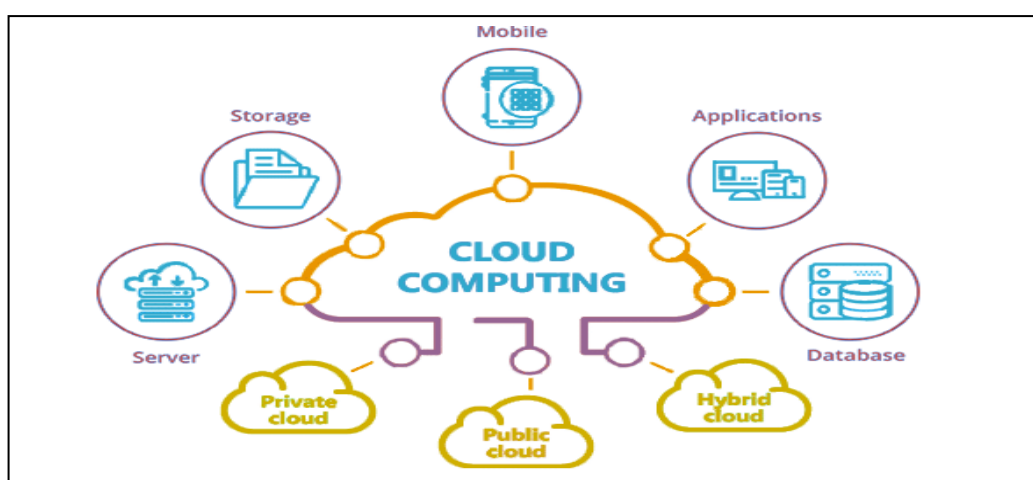 Mobile
Storage
Applications
CLOUD
COMPUTING
Server
Database
Private
cloud
Public
cloud
Hybrid
cloud